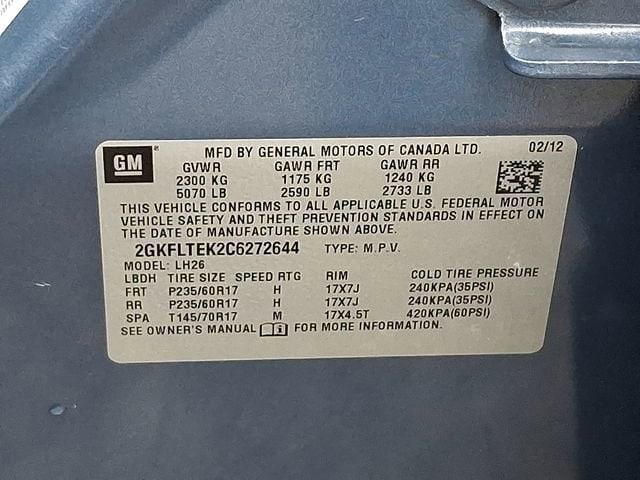 GM
MFD BY GENERAL MOTORS OF CANADA LTD. 02/12
GVWR GAWR FRT GAWR RR
2300 KG 1175 KG 1240 KG
5070 LB 2590 LB 2733 LB
THIS VEHICLE CONFORMS TO ALL APPLICABLE U.S. FEDERAL MOTOR
VEHICLE SAFETY AND THEFT PREVENTION STANDARDS IN EFFECT ON
THE DATE OF MANUFACTURE SHOWN ABOVE.
2GKFLTEK2C6272644 TYPE: M.P.V.
MODEL: LH26
LBDH TIRE SIZE SPEED RTG RIM COLD TIRE PRESSURE
FRT P235/60R17 H 17X7J 240KPA(35PSI)
RR P235/60R17 H 17X7J 240KPA(35PSI)
SPA T145/70R17 M 17X4.5T 420KPA(60PSI)
SEE OWNER'S MANUAL FOR MORE INFORMATION.